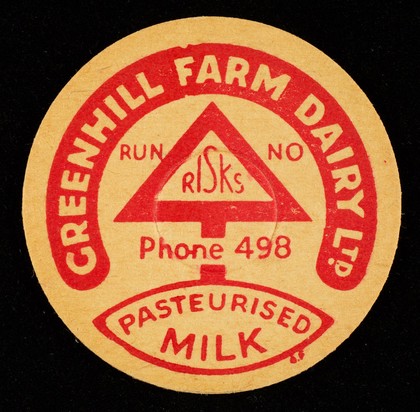 GREENHILL FARM DAIRY LTD
RUN RISKS NO
Phone 498
PASTEURISED
MILK